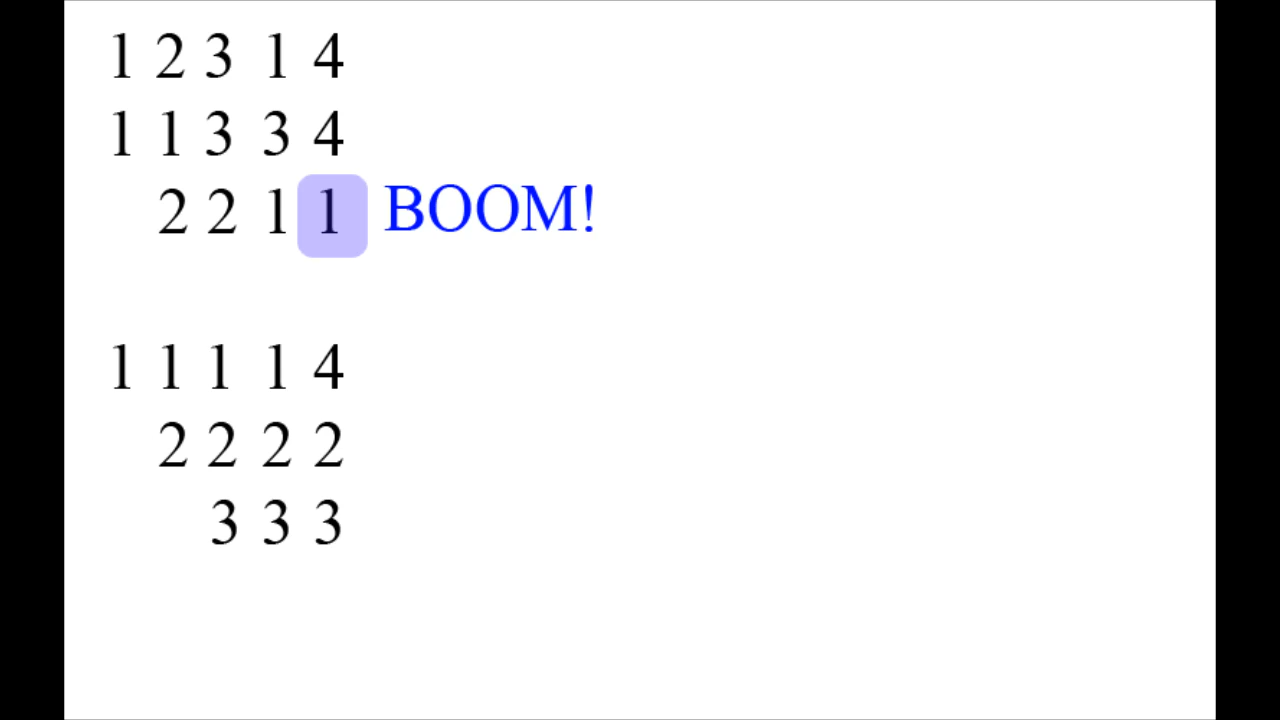 1 2 3 1 4
1 1 3 3 4
2 2 1 1 BOOM!
1 1 1 1 4
2 2 2 2
3 3 3